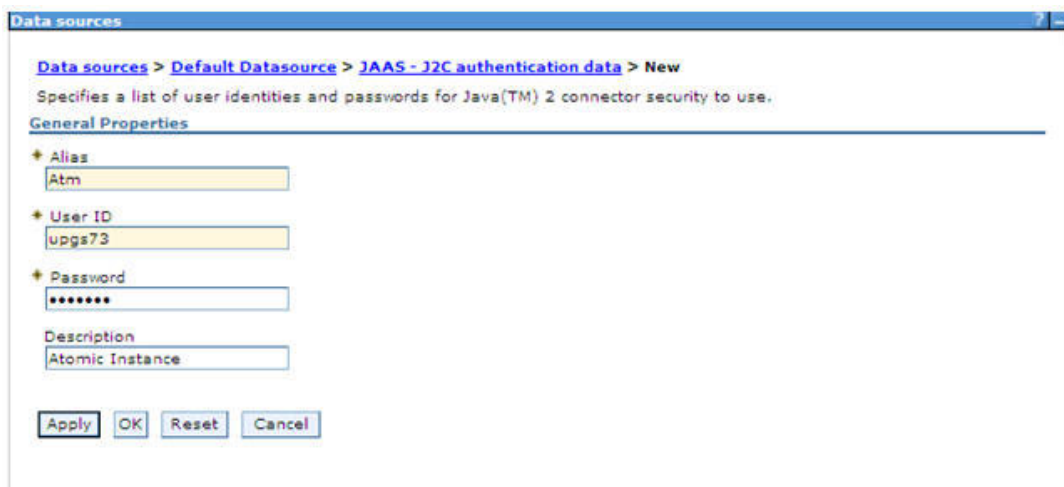 Data sources ? –
Data sources > Default Datasource > JAAS - J2C authentication data > New
Specifies a list of user identities and passwords for Java(TM) 2 connector security to use.
General Properties
Alias
Atm
User ID
upgs73
Password
•••••••
Description
Atomic Instance
Apply OK Reset Cancel